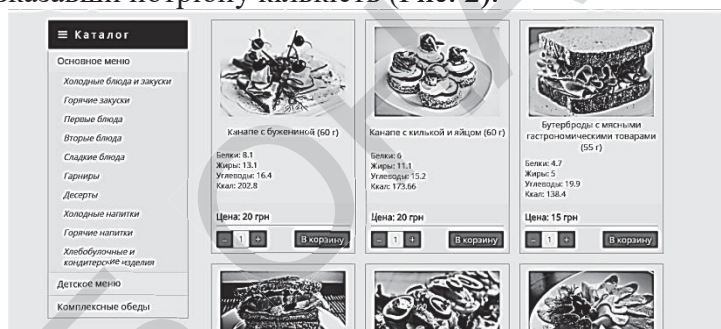 потрібну кількість (Рис. 2).
≡ Каталог
Основное меню
Холодные блюда и закуски
Горячие закуски
Первые блюда
Вторые блюда
Сладкие блюда
Гарниры
Десерты
Холодные напитки
Горячие напитки
Хлебобулочные и
кондитерские изделия
Детское меню
Комплексные обеды
Канапе с бужениной (60 г)
Белки: 8.1
Жиры: 13.1
Углеводы: 16.4
Ккал: 202.8
Цена: 20 грн
- 1 + В корзину
Канапе с килькой и яйцом (60 г)
Белки: 6
Жиры: 11.1
Углеводы: 15.2
Ккал: 173.66
Цена: 20 грн
- 1 + В корзину
Бутерброды с мясными
гастрономическими товарами
(55 г)
Белки: 4.7
Жиры: 5
Углеводы: 19.9
Ккал: 138.4
Цена: 15 грн
- 1 + В корзину